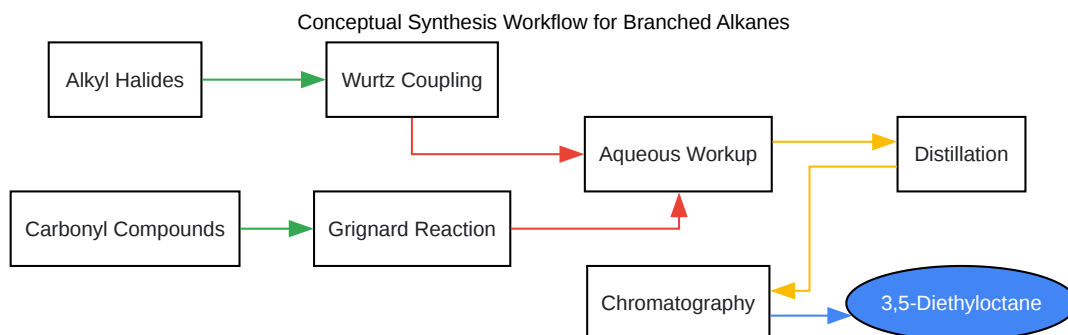 Conceptual Synthesis Workflow for Branched Alkanes
Alkyl Halides
Wurtz Coupling
Aqueous Workup
Distillation
Carbonyl Compounds
Grignard Reaction
Chromatography
3,5-Diethyloctane